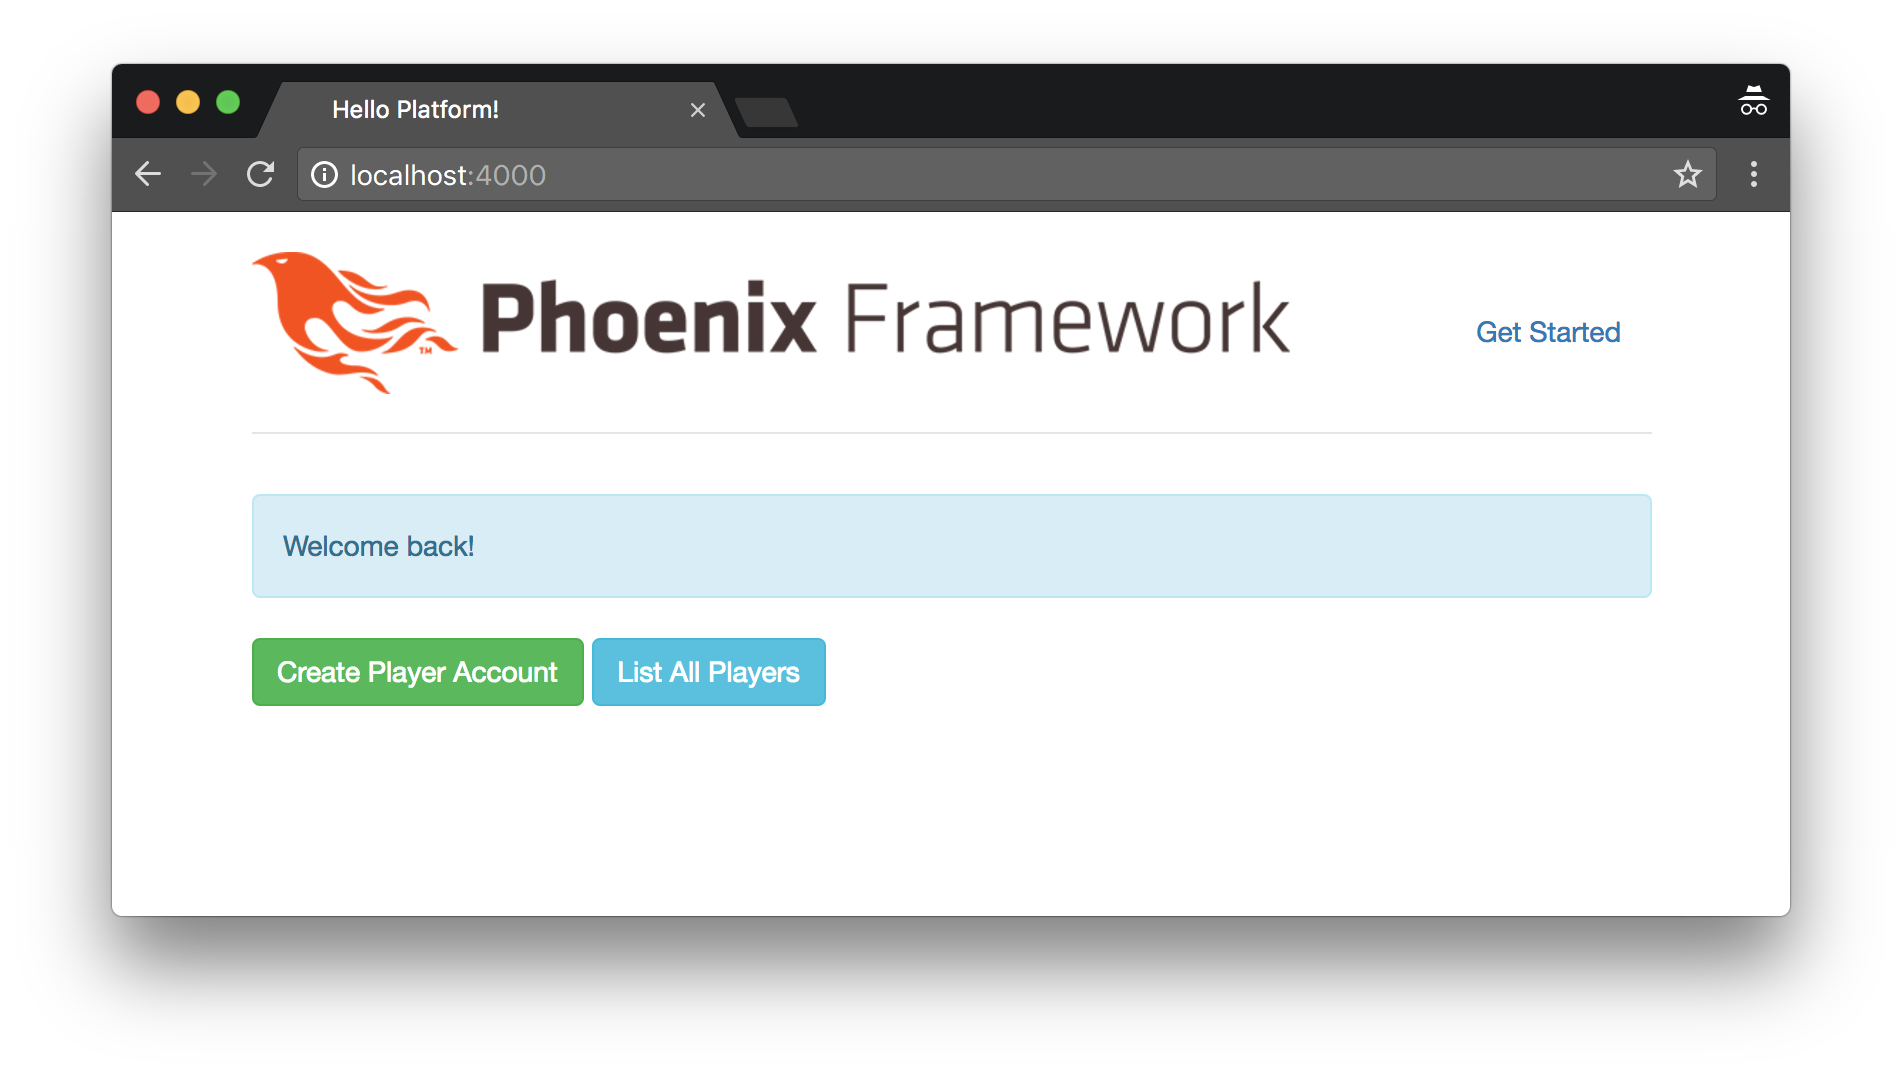 Hello Platform!
localhost:4000
Phoenix Framework
TM
Get Started
Welcome back!
Create Player Account
List All Players